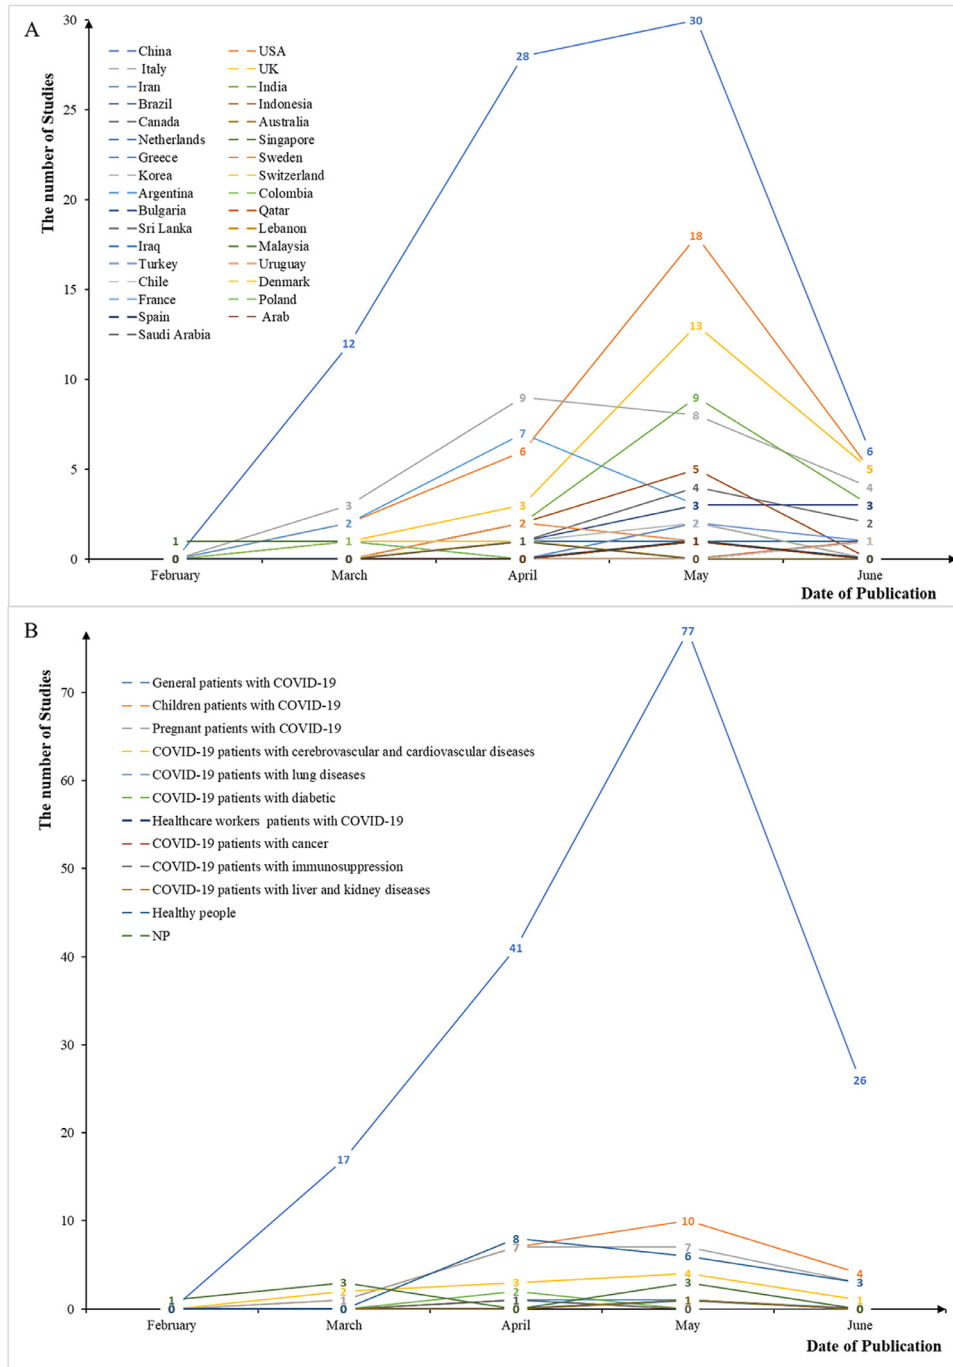 A
The number of Studies
30
25
20
15
10
5
0
China USA
Italy UK
Iran India
Brazil Indonesia
Canada Australia
Netherlands Singapore
Greece Sweden
Korea Switzerland
Argentina Colombia
Bulgaria Qatar
Sri Lanka Lebanon
Iraq Malaysia
Turkey Uruguay
Chile Denmark
France Poland
Spain Arab
Saudi Arabia
1
0
12
3
2
1
0
28
9
7
6
3
2
1
0
30
18
13
9
8
5
4
3
2
1
0
6
5
4
3
2
1
0
February March April May June
Date of Publication
B
The number of Studies
70
60
50
40
30
20
10
0
General patients with COVID-19
Children patients with COVID-19
Pregnant patients with COVID-19
COVID-19 patients with cerebrovascular and cardiovascular diseases
COVID-19 patients with lung diseases
COVID-19 patients with diabetic
Healthcare workers patients with COVID-19
COVID-19 patients with cancer
COVID-19 patients with immunosuppression
COVID-19 patients with liver and kidney diseases
Healthy people
NP
1
0
17
3
2
1
0
41
8
7
3
2
1
0
77
10
7
6
4
3
1
0
26
4
3
1
0
February March April May June
Date of Publication